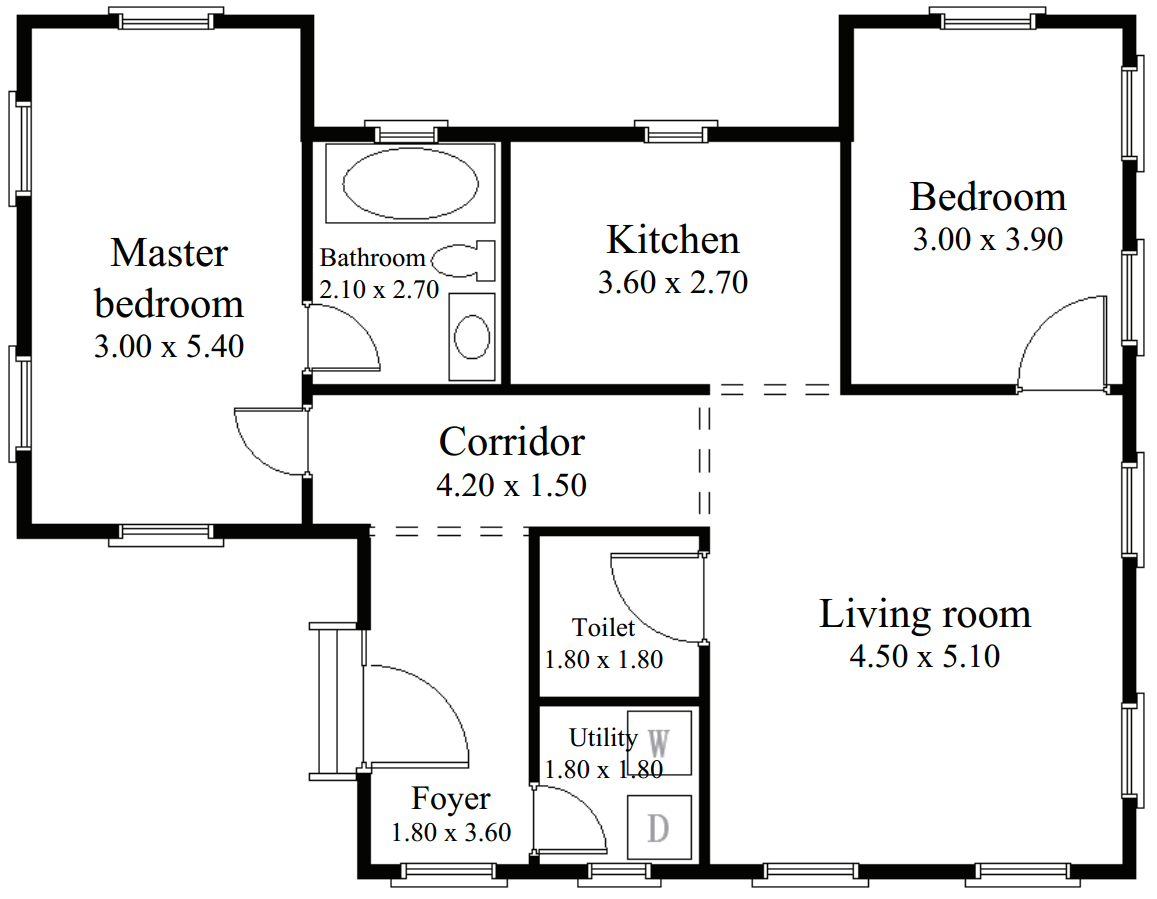 Master
bedroom
3.00 x 5.40
Bathroom
2.10 x 2.70
Kitchen
3.60 x 2.70
Bedroom
3.00 x 3.90
Corridor
4.20 x 1.50
Living room
4.50 x 5.10
Toilet
1.80 x 1.80
Utility
W
1.80 x 1.80
D
Foyer
1.80 x 3.60